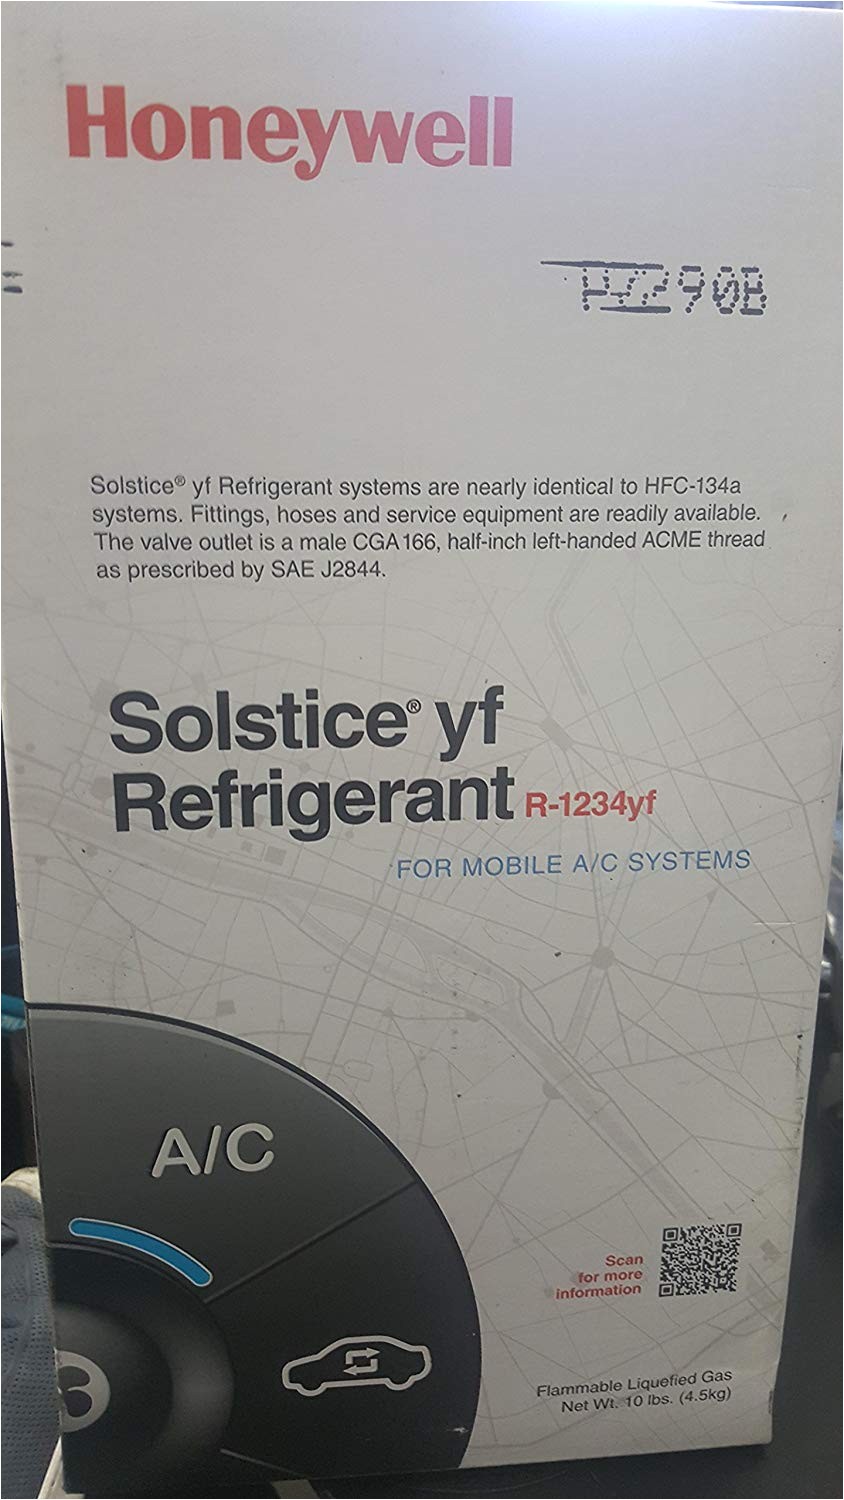 Honeywell
Solstice® yf Refrigerant systems are nearly identical to HFC-134a
systems. Fittings, hoses and service equipment are readily available.
The valve outlet is a male CGA166, half-inch left-handed ACME thread
as prescribed by SAE J2844.
Solstice® yf
Refrigerant R-1234yf
FOR MOBILE A/C SYSTEMS
A/C
Scan
for more
information
Flammable Liquefied Gas
Net Wt. 10 lbs. (4.5kg)